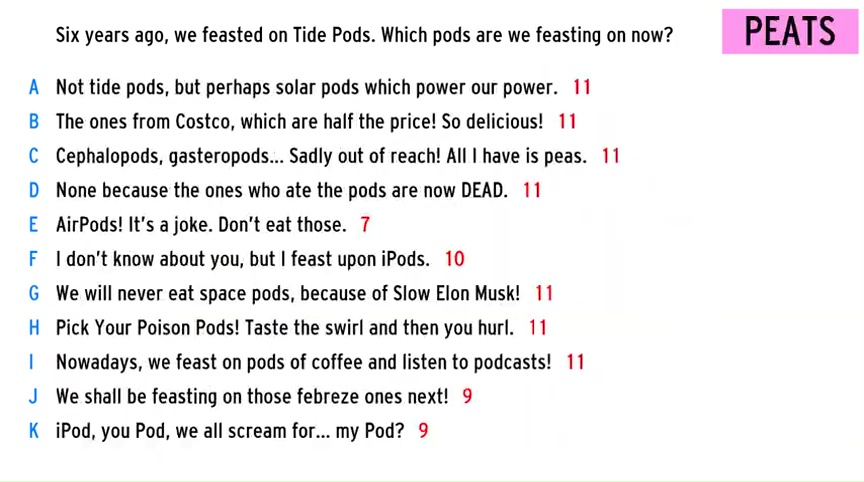 Six years ago, we feasted on Tide Pods. Which pods are we feasting on now?
PEATS
A Not tide pods, but perhaps solar pods which power our power. 11
B The ones from Costco, which are half the price! So delicious! 11
C Cephalopods, gasteropods... Sadly out of reach! All I have is peas. 11
D None because the ones who ate the pods are now DEAD. 11
E AirPods! It's a joke. Don't eat those. 7
F I don't know about you, but I feast upon iPods. 10
G We will never eat space pods, because of Slow Elon Musk! 11
H Pick Your Poison Pods! Taste the swirl and then you hurl. 11
I Nowadays, we feast on pods of coffee and listen to podcasts! 11
J We shall be feasting on those febreze ones next! 9
K iPod, you Pod, we all scream for... my Pod? 9